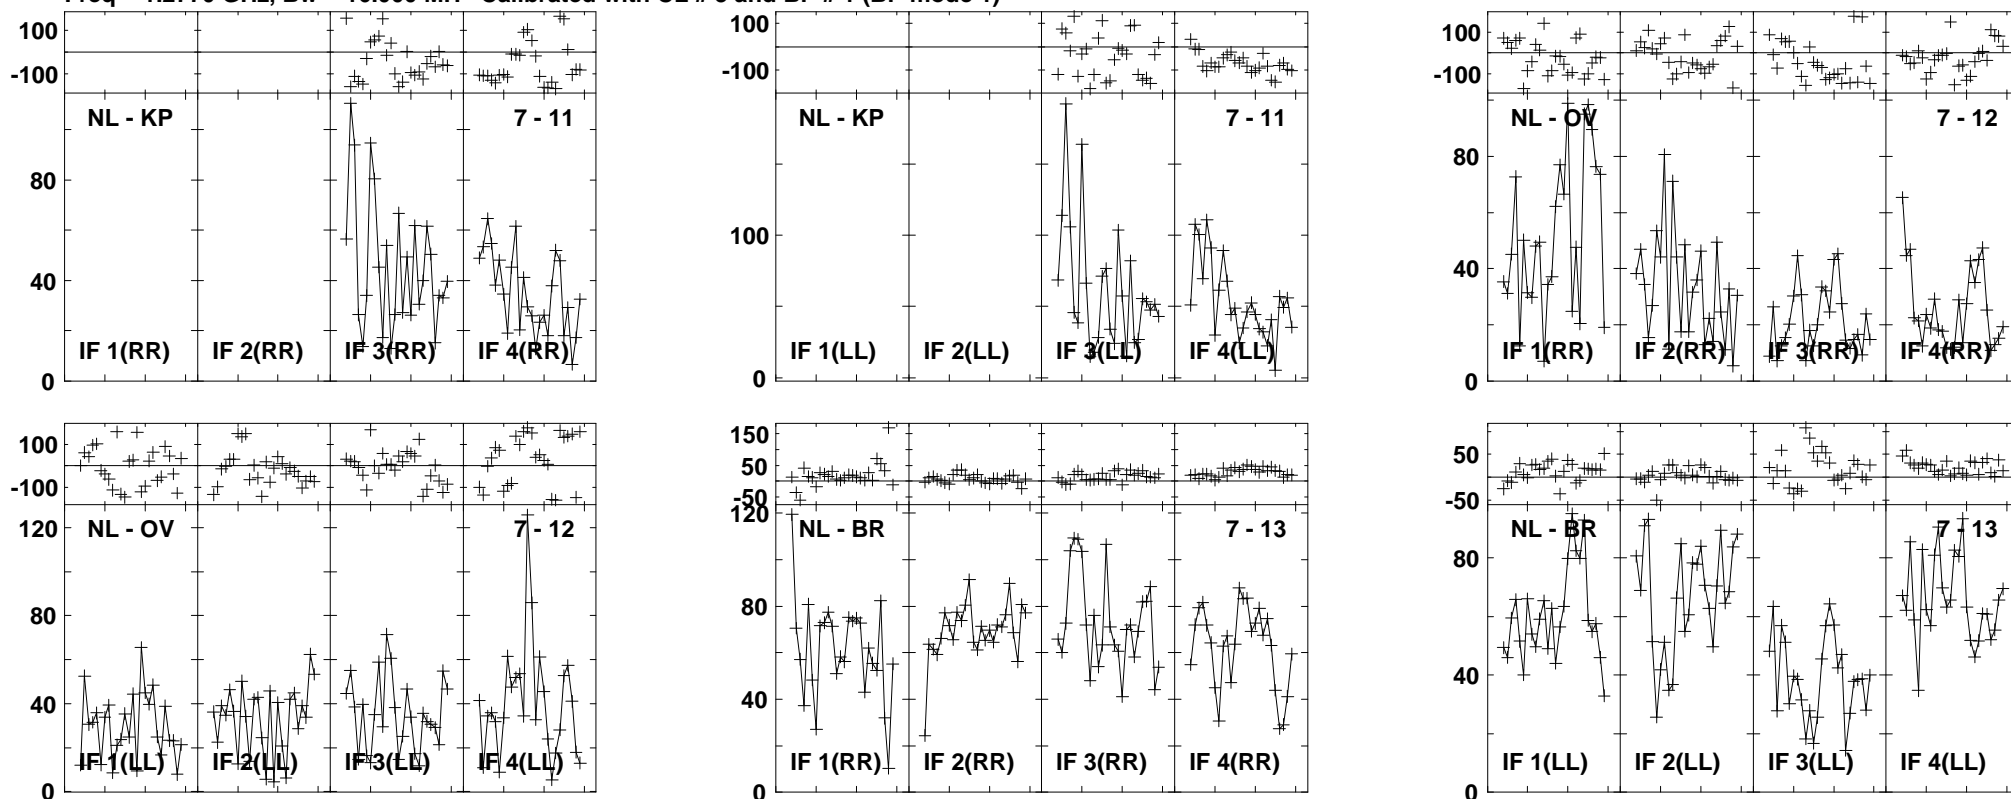 100
-100
NL - KP
7 - 11
80
40
0
IF 1(RR)
IF 2(RR)
IF 3(RR)
IF 4(RR)
100
-100
NL - KP
7 - 11
100
0
IF 1(LL)
IF 2(LL)
IF 3(LL)
IF 4(LL)
100
-100
NL - OV
7 - 12
80
40
0
IF 1(RR)
IF 2(RR)
IF 3(RR)
IF 4(RR)
100
-100
NL - OV
7 - 12
120
80
40
0
IF 1(LL)
IF 2(LL)
IF 3(LL)
IF 4(LL)
150
50
-50
NL - BR
7 - 13
120
80
40
0
IF 1(RR)
IF 2(RR)
IF 3(RR)
IF 4(RR)
50
-50
NL - BR
7 - 13
80
40
0
IF 1(LL)
IF 2(LL)
IF 3(LL)
IF 4(LL)